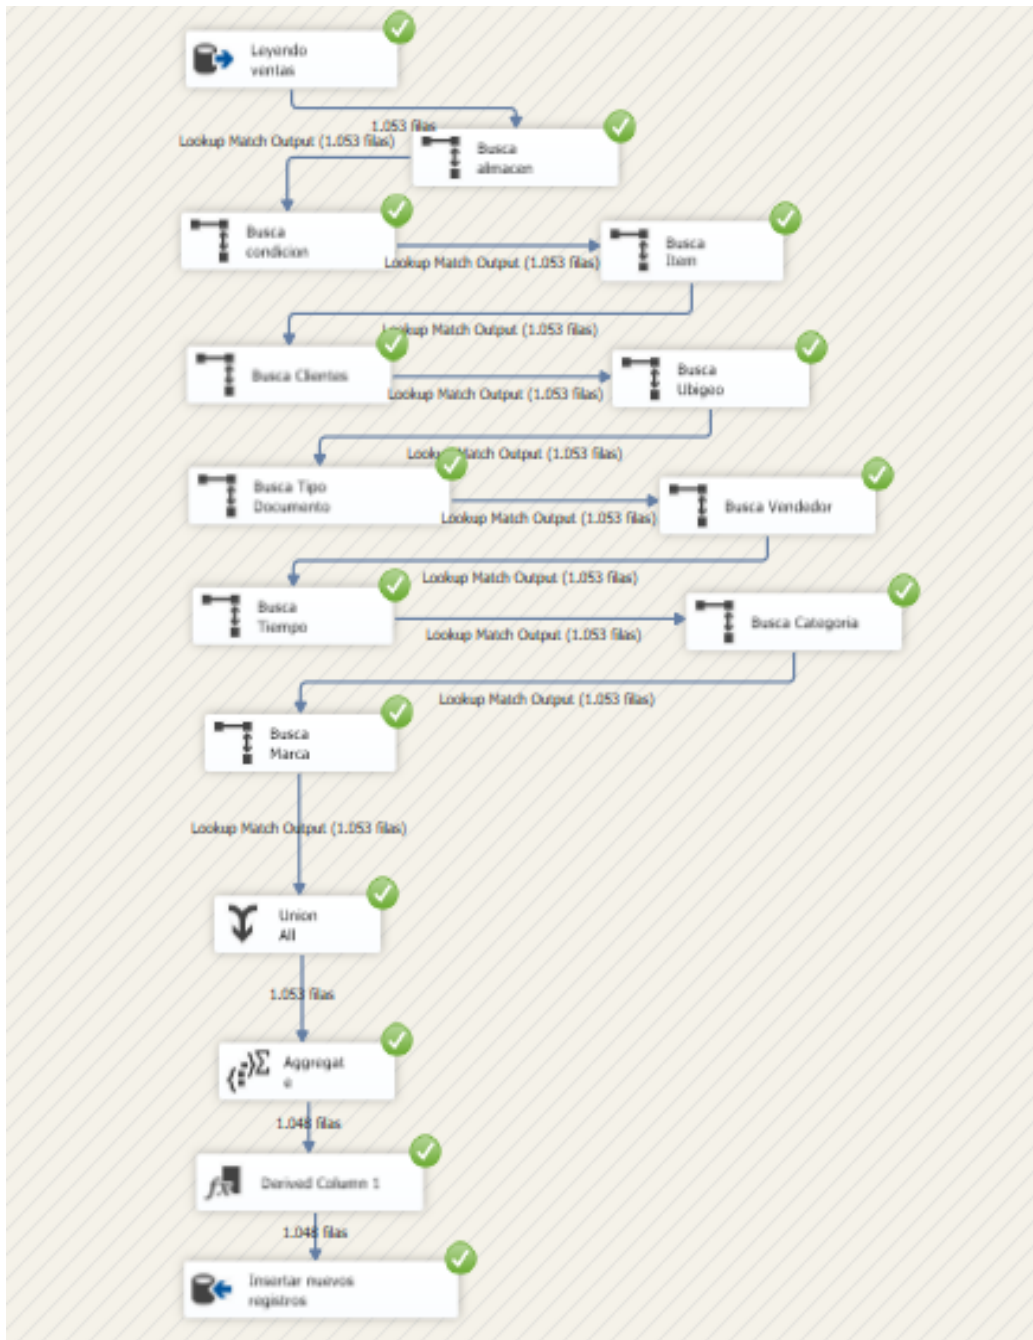 Leyendo
ventas
1.053 filas
Lookup Match Output (1.053 filas)
Busca
almacen
Busca
condicion
Lookup Match Output (1.053 filas)
Busca
Item
Lookup Match Output (1.053 filas)
Busca Clientes
Lookup Match Output (1.053 filas)
Busca
Ubigeo
Lookup Match Output (1.053 filas)
Busca Tipo
Documento
Lookup Match Output (1.053 filas)
Busca Vendedor
Lookup Match Output (1.053 filas)
Busca
Tiempo
Lookup Match Output (1.053 filas)
Busca Categoria
Lookup Match Output (1.053 filas)
Busca
Marca
Lookup Match Output (1.053 filas)
Union
All
1.053 filas
Aggregat
e
1.048 filas
Derived Column 1
1.048 filas
Insertar nuevos
registros